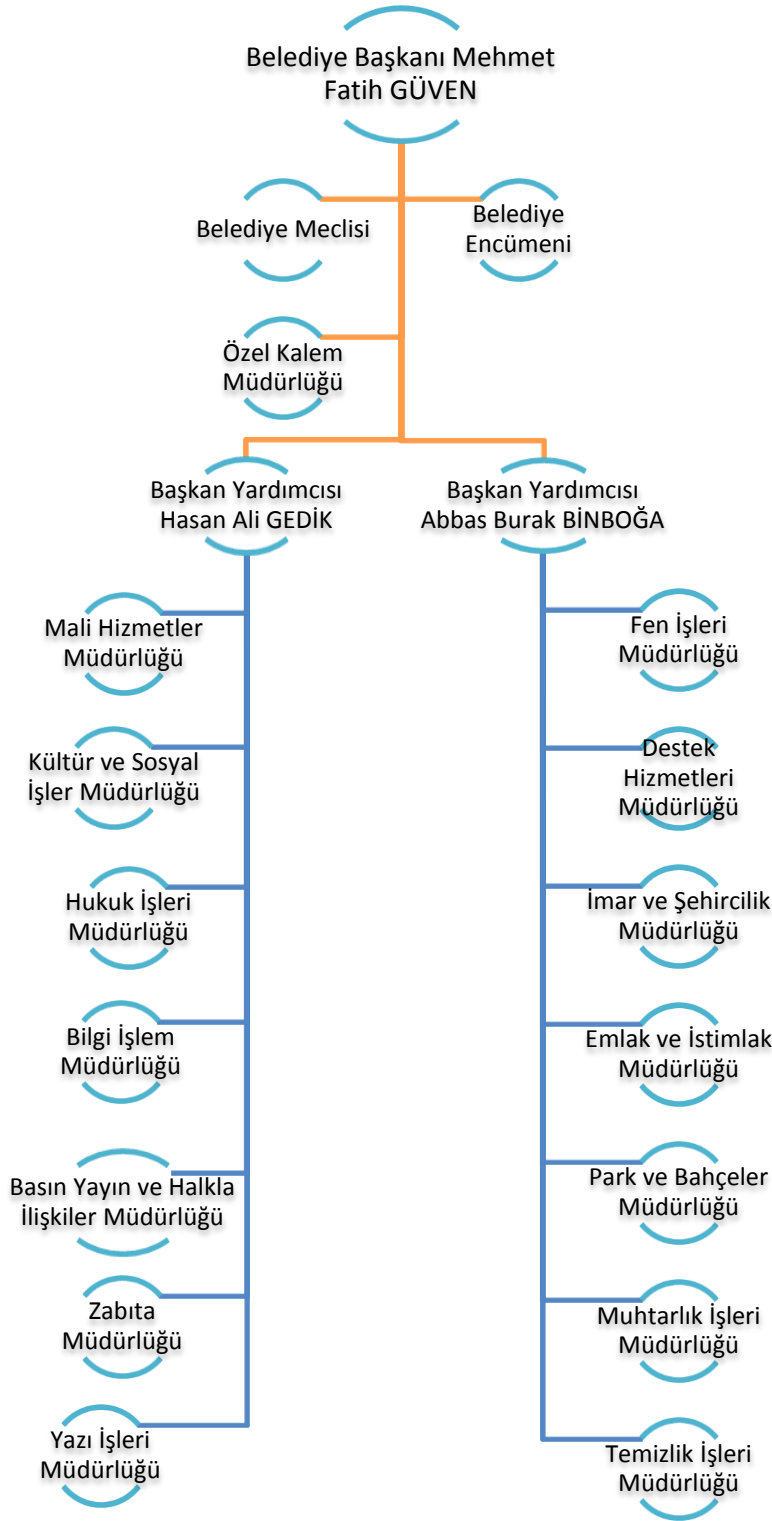 Belediye Başkanı Mehmet
Fatih GÜVEN
Belediye Meclisi
Belediye
Encümeni
Özel Kalem
Müdürlüğü
Başkan Yardımcısı
Hasan Ali GEDİK
Başkan Yardımcısı
Abbas Burak BİNBOĞA
Mali Hizmetler
Müdürlüğü
Kültür ve Sosyal
İşler Müdürlüğü
Hukuk İşleri
Müdürlüğü
Bilgi İşlem
Müdürlüğü
Basın Yayın ve Halkla
İlişkiler Müdürlüğü
Zabıta
Müdürlüğü
Yazı İşleri
Müdürlüğü
Fen İşleri
Müdürlüğü
Destek
Hizmetleri
Müdürlüğü
İmar ve Şehircilik
Müdürlüğü
Emlak ve İstimlak
Müdürlüğü
Park ve Bahçeler
Müdürlüğü
Muhtarlık İşleri
Müdürlüğü
Temizlik İşleri
Müdürlüğü